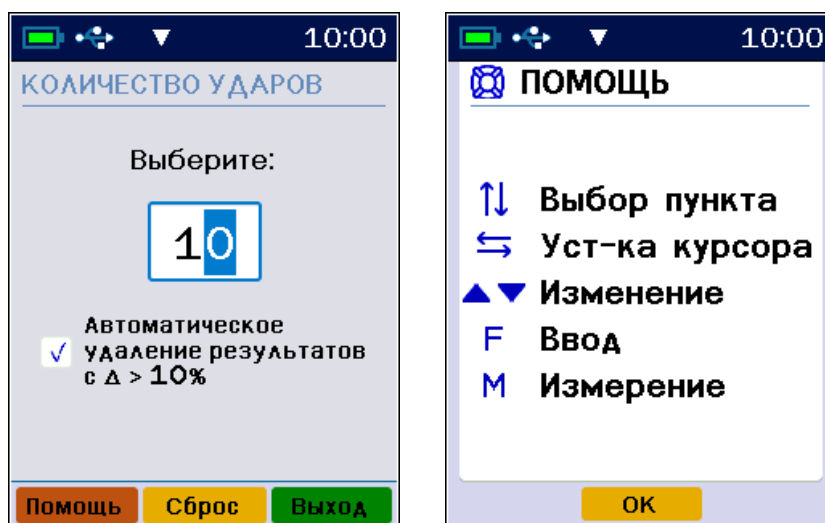 10:00
КОЛИЧЕСТВО УДАРОВ
Выберите:
10
Автоматическое
удаление результатов
с Δ > 10%
Помощь Сброс Выход
10:00
ПОМОЩЬ
Выбор пункта
Уст-ка курсора
Изменение
F Ввод
M Измерение
OK